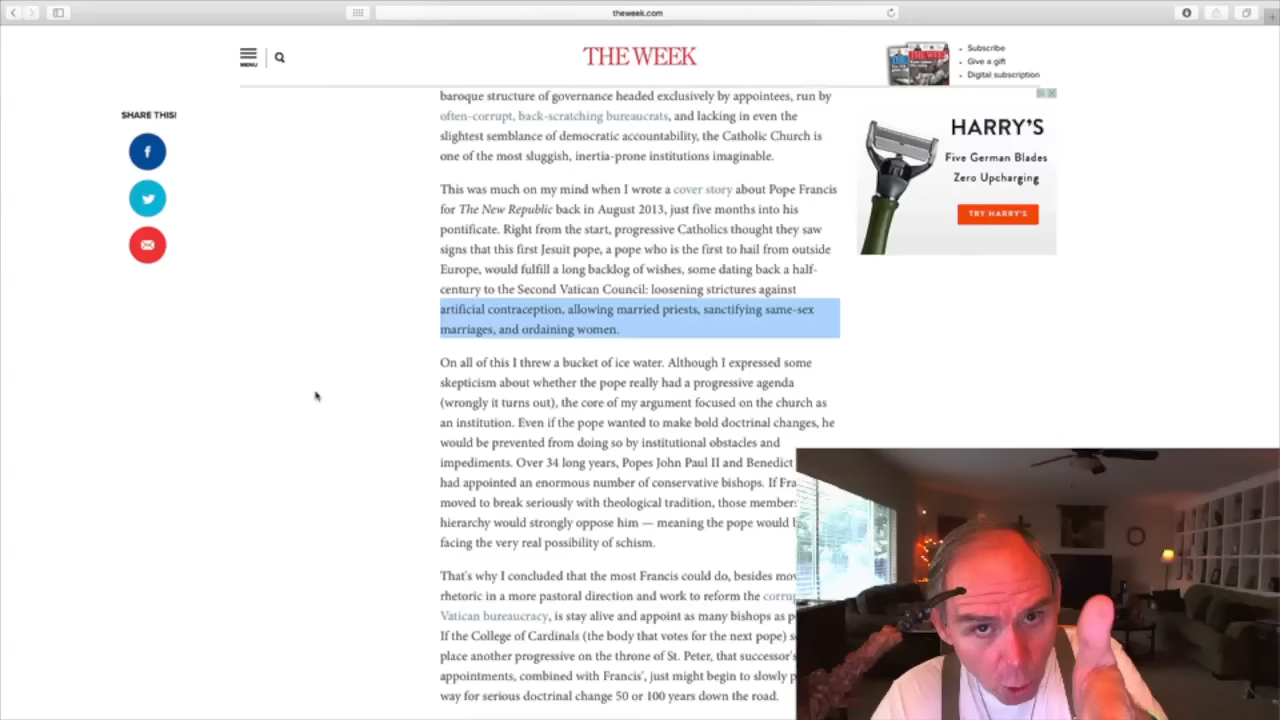 theweek.com
MENU
THE WEEK
Subscribe
Give a gift
Digital subscription
SHARE THIS!
baroque structure of governance headed exclusively by appointees, run by
often-corrupt, back-scratching bureaucrats, and lacking in even the
slightest semblance of democratic accountability, the Catholic Church is
one of the most sluggish, inertia-prone institutions imaginable.
This was much on my mind when I wrote a cover story about Pope Francis
for The New Republic back in August 2013, just five months into his
pontificate. Right from the start, progressive Catholics thought they saw
signs that this first Jesuit pope, a pope who is the first to hail from outside
Europe, would fulfill a long backlog of wishes, some dating back a half-
century to the Second Vatican Council: loosening strictures against
artificial contraception, allowing married priests, sanctifying same-sex
marriages, and ordaining women.
On all of this I threw a bucket of ice water. Although I expressed some
skepticism about whether the pope really had a progressive agenda
(wrongly it turns out), the core of my argument focused on the church as
an institution. Even if the pope wanted to make bold doctrinal changes, he
would be prevented from doing so by institutional obstacles and
impediments. Over 34 long years, Popes John Paul II and Benedict
had appointed an enormous number of conservative bishops. If Fra
moved to break seriously with theological tradition, those member
hierarchy would strongly oppose him — meaning the pope would
facing the very real possibility of schism.
That's why I concluded that the most Francis could do, besides mo
rhetoric in a more pastoral direction and work to reform the corru
Vatican bureaucracy, is stay alive and appoint as many bishops as p
If the College of Cardinals (the body that votes for the next pope) s
place another progressive on the throne of St. Peter, that successor's
appointments, combined with Francis', just might begin to slowly p
way for serious doctrinal change 50 or 100 years down the road.
HARRY'S
Five German Blades
Zero Upcharging
TRY HARRY'S